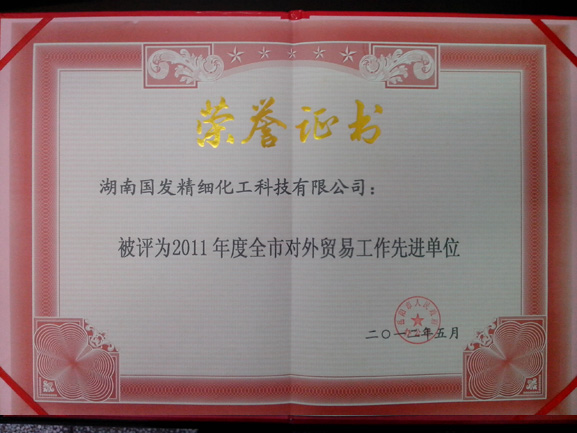 荣誉证书
湖南国发精细化工科技有限公司：
被评为2011年度全市对外贸易工作先进单位
二〇一二年五月